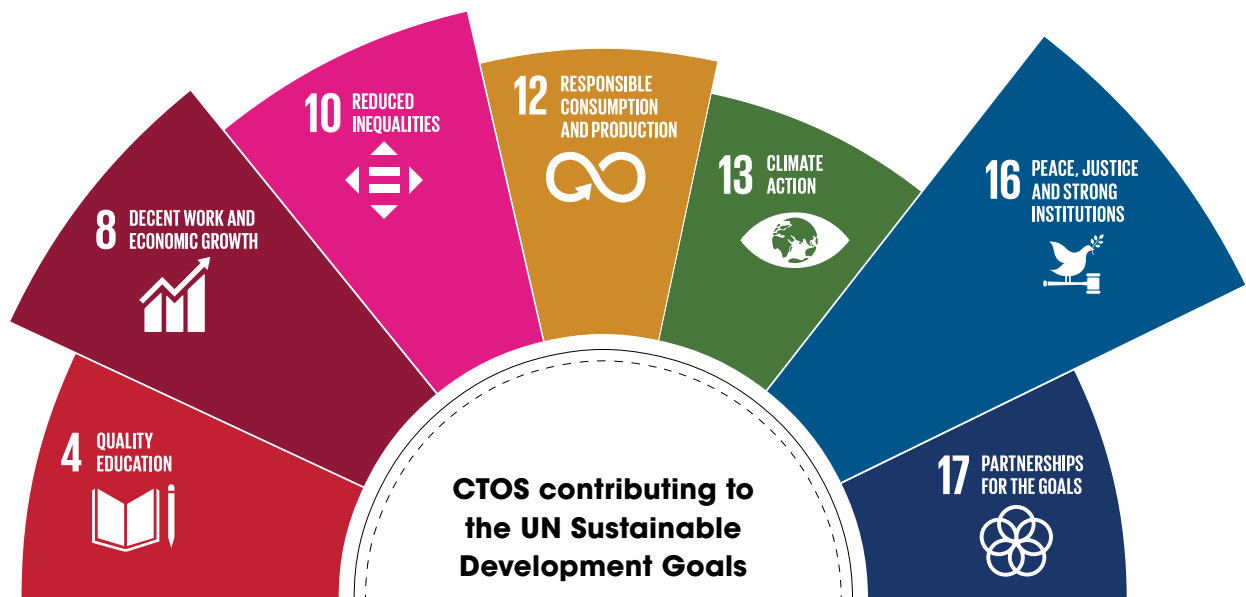 4 QUALITY
EDUCATION
8 DECENT WORK AND
ECONOMIC GROWTH
10 REDUCED
INEQUALITIES
12 RESPONSIBLE
CONSUMPTION
AND PRODUCTION
13 CLIMATE
ACTION
16 PEACE, JUSTICE
AND STRONG
INSTITUTIONS
17 PARTNERSHIPS
FOR THE GOALS
CTOS contributing to
the UN Sustainable
Development Goals